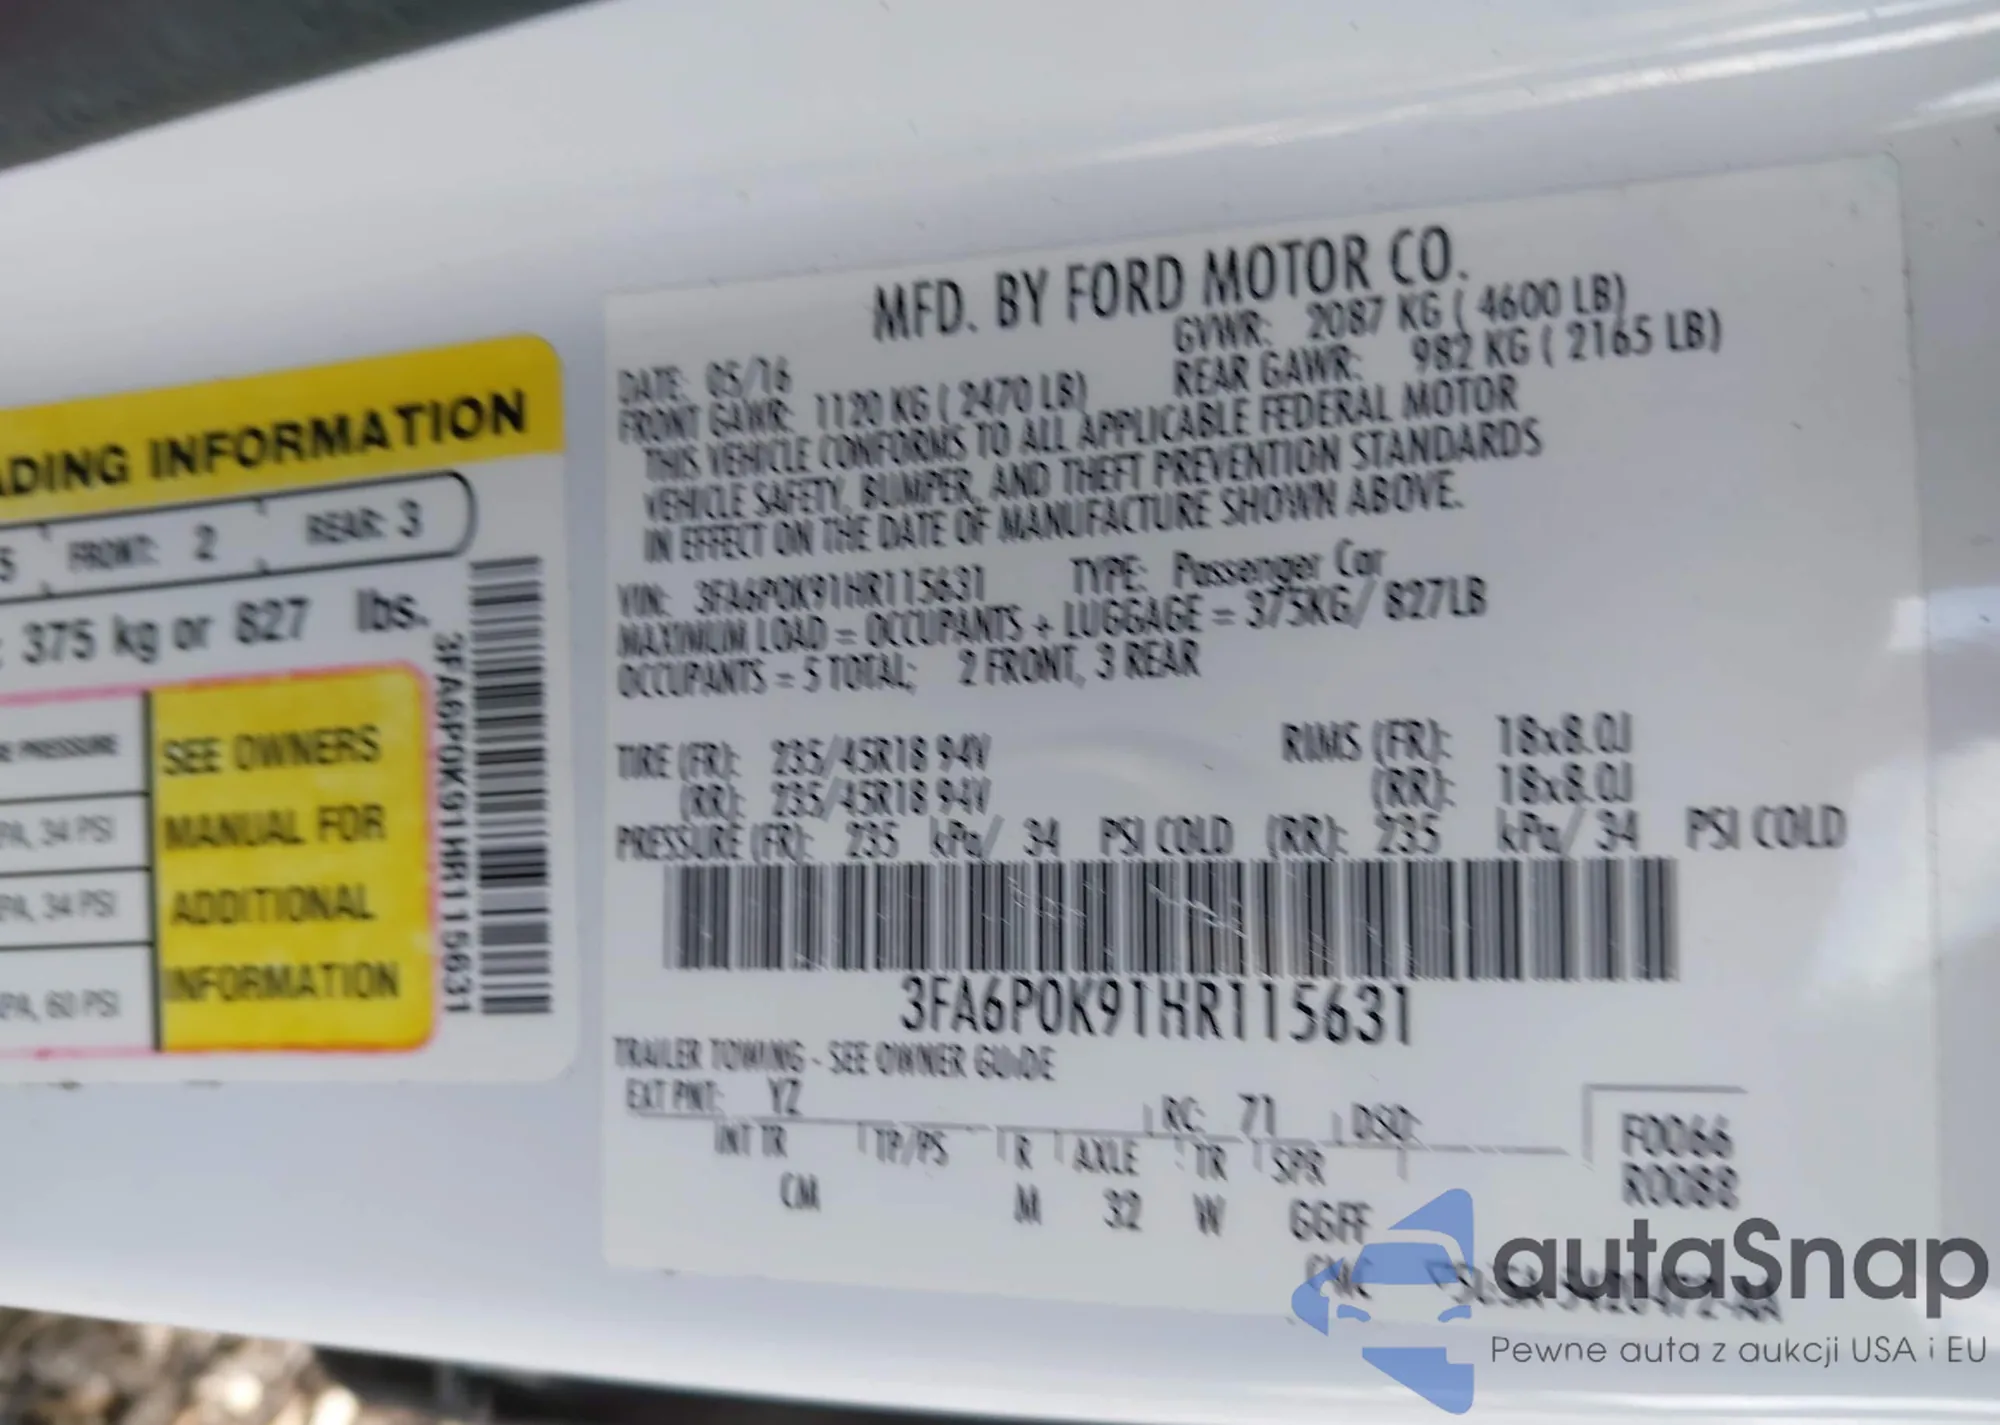 ADING INFORMATION
5 FRONT: 2 REAR: 3
: 375 kg or 827 lbs.
E PRESSURE
PA, 34 PSI
PA, 34 PSI
PA, 60 PSI
SEE OWNERS
MANUAL FOR
ADDITIONAL
INFORMATION
3FA6P0K91HR115631
MFD. BY FORD MOTOR CO.
DATE: 05/16 GVWR: 2087 KG ( 4600 LB)
FRONT GAWR: 1120 KG ( 2470 LB) REAR GAWR: 982 KG ( 2165 LB)
THIS VEHICLE CONFORMS TO ALL APPLICABLE FEDERAL MOTOR
VEHICLE SAFETY, BUMPER, AND THEFT PREVENTION STANDARDS
IN EFFECT ON THE DATE OF MANUFACTURE SHOWN ABOVE.
VIN: 3FA6P0K91HR115631 TYPE: Passenger Car
MAXIMUM LOAD = OCCUPANTS + LUGGAGE = 375KG/ 827LB
OCCUPANTS = 5 TOTAL; 2 FRONT, 3 REAR
TIRE (FR): 235/45R18 94V RIMS (FR): 18x8.0J
(RR): 235/45R18 94V (RR): 18x8.0J
PRESSURE (FR): 235 kPa/ 34 PSI COLD (RR): 235 kPa/ 34 PSI COLD
3FA6P0K91HR115631
TRAILER TOWING - SEE OWNER GUIDE
EXT PNT: YZ RC: 71 DSO:
INT TR TP/PS R AXLE TR SPR
CM M 32 W GGFF
F0066
R0088
autaSnap
Pewne auta z aukcji USA i EU